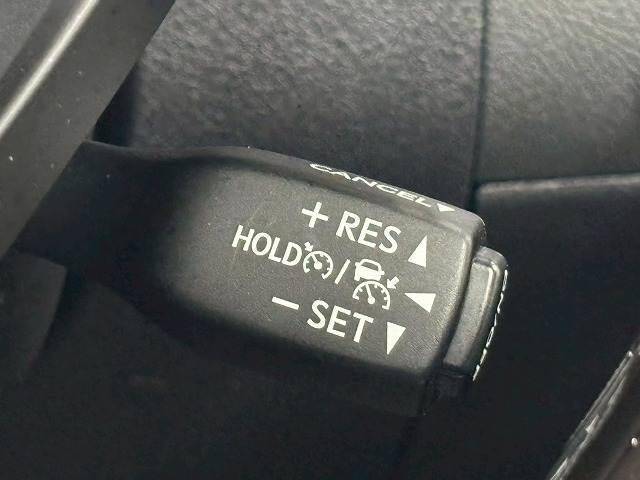 CANCEL
+ RES
HOLD /
- SET